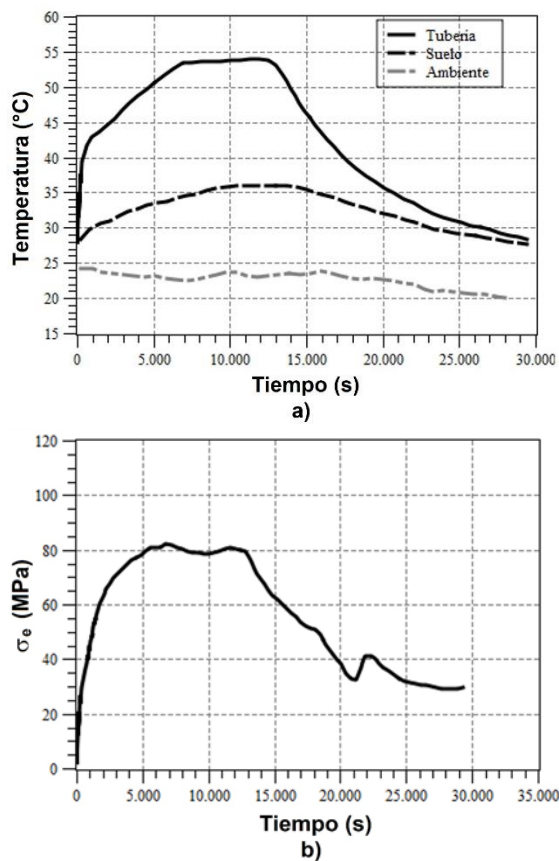 60
55
50
45
40
35
30
25
20
15
Temperatura (°C)
Tuberia
Suelo
Ambiente
0 5.000 10.000 15.000 20.000 25.000 30.000
Tiempo (s)
a)
120
100
80
60
40
20
0
σe (MPa)
0 5.000 10.000 15.000 20.000 25.000 30.000 35.000
Tiempo (s)
b)